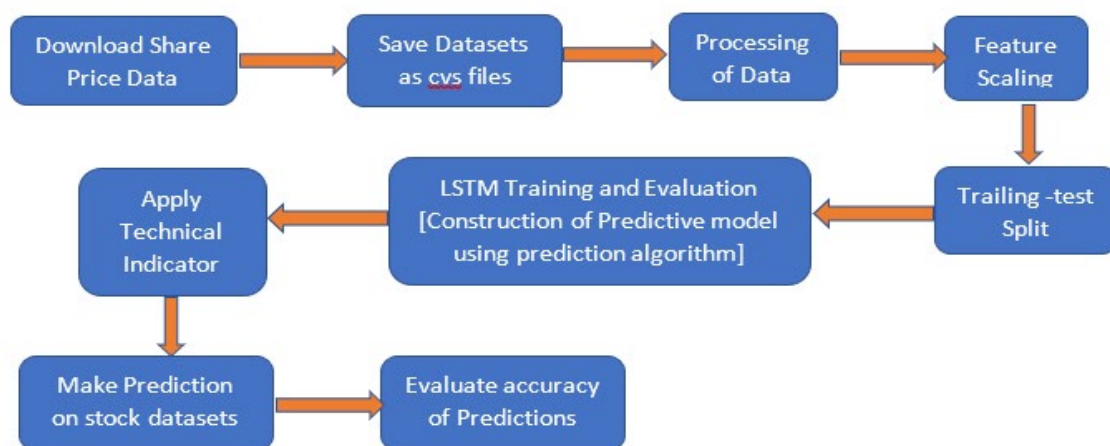 Download Share
Price Data
Save Datasets
as cvs files
Processing
of Data
Feature
Scaling
Trailing -test
Split
LSTM Training and Evaluation
[Construction of Predictive model
using prediction algorithm]
Apply
Technical
Indicator
Make Prediction
on stock datasets
Evaluate accuracy
of Predictions